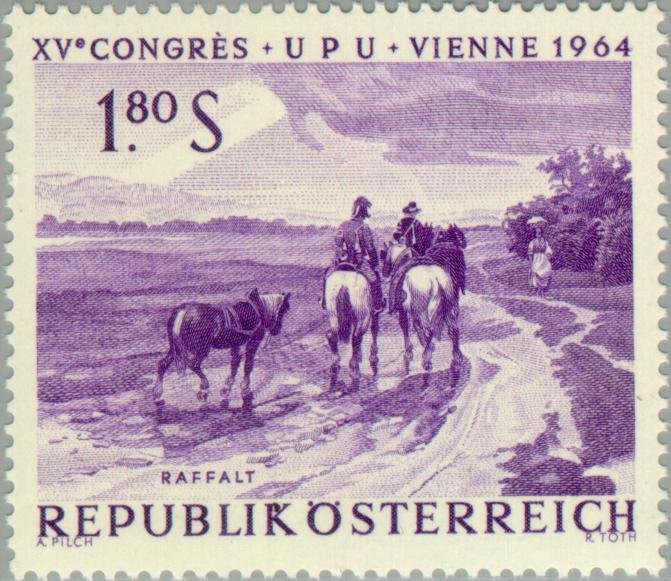 XVᵉ CONGRÈS + U P U + VIENNE 1964
1.80 S
RAFFALT
REPUBLIK ÖSTERREICH
A. PILCH R. TOTH